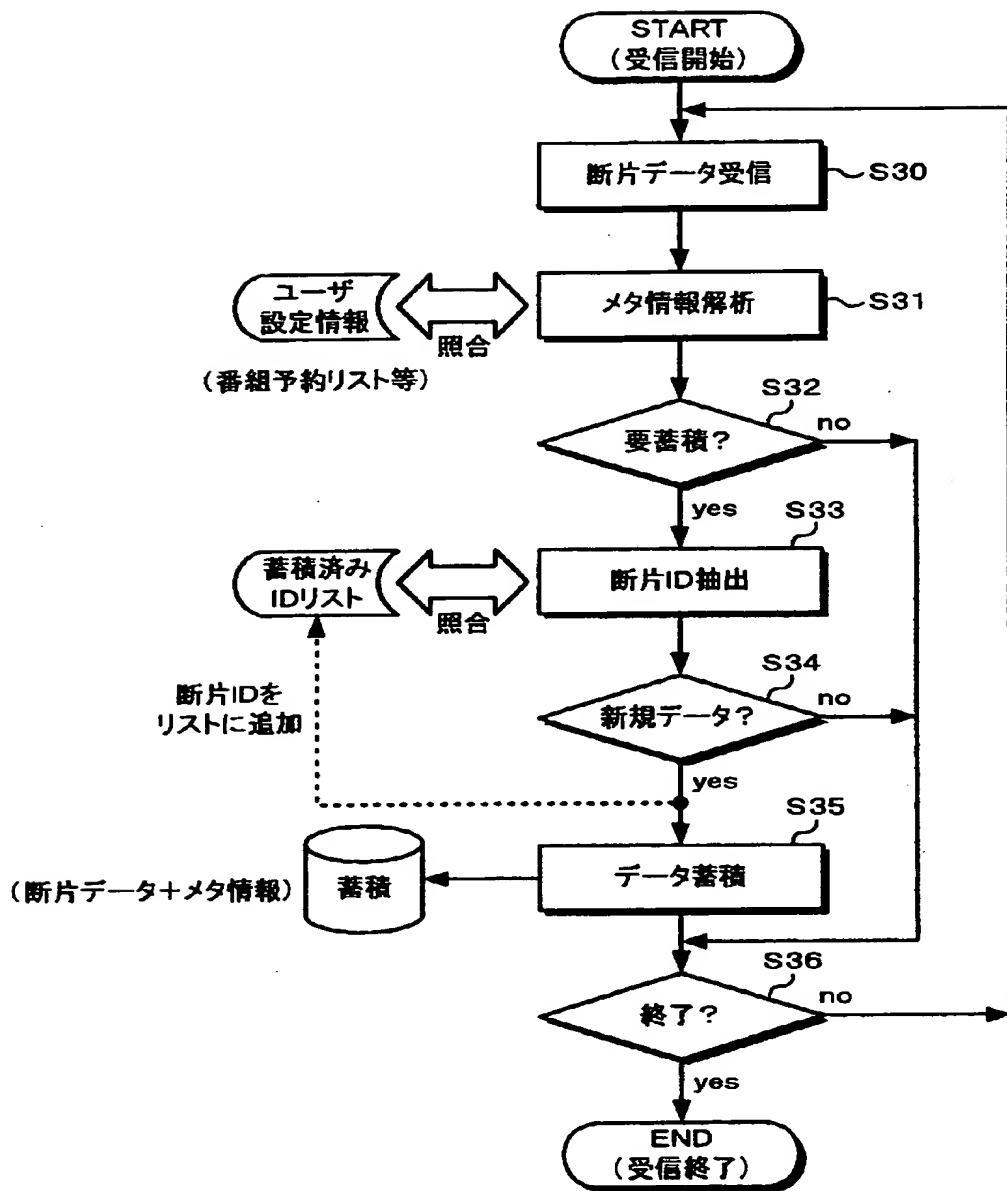 START
(受信開始)
断片データ受信
S30
ユーザ
設定情報
照合
メタ情報解析
S31
(番組予約リスト等)
S32
要蓄積?
no
yes
S33
蓄積済み
IDリスト
照合
断片ID抽出
断片IDを
リストに追加
S34
新規データ?
no
yes
S35
(断片データ+メタ情報)
蓄積
データ蓄積
S36
終了?
no
yes
END
(受信終了)